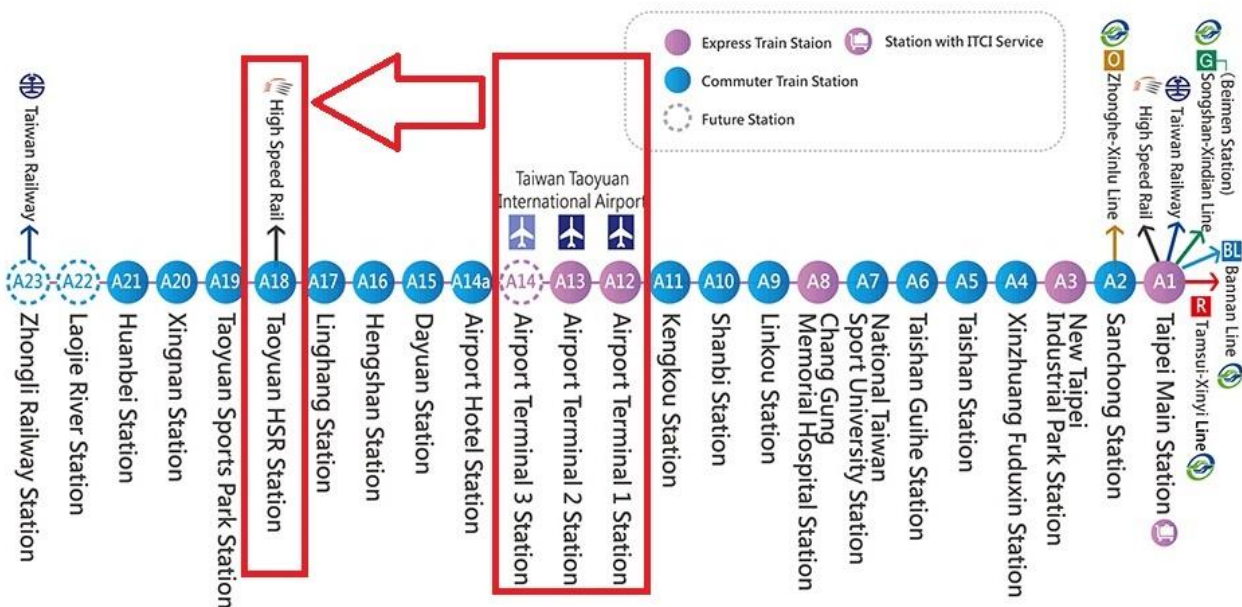 Express Train Staion
Station with ITCI Service
Commuter Train Station
Future Station
Taiwan Railway
High Speed Rail
Taiwan Taoyuan
International Airport
O
Zhonghe-Xinlu Line
High Speed Rail
Taiwan Railway
G
Songshan-Xindian Line
(Beimen Station)
BL
Bannan Line
R
Tamsui-Xinyi Line
A23
A22
A21
A20
A19
A18
A17
A16
A15
A14a
A14
A13
A12
A11
A10
A9
A8
A7
A6
A5
A4
A3
A2
A1
Zhongli Railway Station
Laojie River Station
Huanbei Station
Xingnan Station
Taoyuan Sports Park Station
Taoyuan HSR Station
Linghang Station
Hengshan Station
Dayuan Station
Airport Hotel Station
Airport Terminal 3 Station
Airport Terminal 2 Station
Airport Terminal 1 Station
Kengkou Station
Shanbi Station
Linkou Station
Chang Gung
Memorial Hospital Station
National Taiwan
Sport University Station
Taishan Guihe Station
Taishan Station
Xinzhuang Fuduxin Station
New Taipei
Industrial Park Station
Sanchong Station
Taipei Main Station